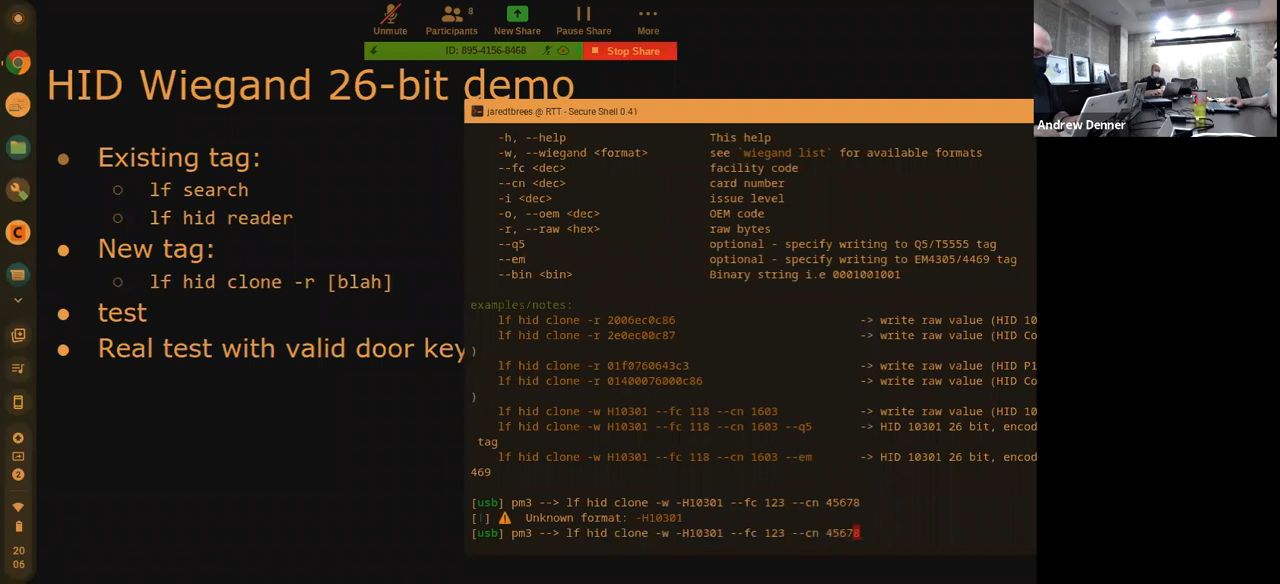 Unmute
Participants
8
New Share
Pause Share
More
ID: 895-4156-8468
Stop Share
Andrew Denner
HID Wiegand 26-bit demo
Existing tag:
lf search
lf hid reader
New tag:
lf hid clone -r [blah]
test
Real test with valid door key
jaredtbrees @ RTT - Secure Shell 0.41
-h, --help This help
-w, --wiegand <format> see `wiegand list` for available formats
--fc <dec> facility code
--cn <dec> card number
-i <dec> issue level
-o, --oem <dec> OEM code
-r, --raw <hex> raw bytes
--q5 optional - specify writing to Q5/T5555 tag
--em optional - specify writing to EM4305/4469 tag
--bin <bin> Binary string i.e 0001001001
examples/notes:
lf hid clone -r 2006ec0c86 -> write raw value (HID 10
lf hid clone -r 2e0ec00c87 -> write raw value (HID Co
)
lf hid clone -r 01f0760643c3 -> write raw value (HID P1
lf hid clone -r 01400076000c86 -> write raw value (HID Co
)
lf hid clone -w H10301 --fc 118 --cn 1603 -> write raw value (HID 10
lf hid clone -w H10301 --fc 118 --cn 1603 --q5 -> HID 10301 26 bit, encod
tag
lf hid clone -w H10301 --fc 118 --cn 1603 --em -> HID 10301 26 bit, encod
469
[usb] pm3 --> lf hid clone -w -H10301 --fc 123 --cn 45678
[!] Unknown format: -H10301
[usb] pm3 --> lf hid clone -w -H10301 --fc 123 --cn 45678
C
2
20
06